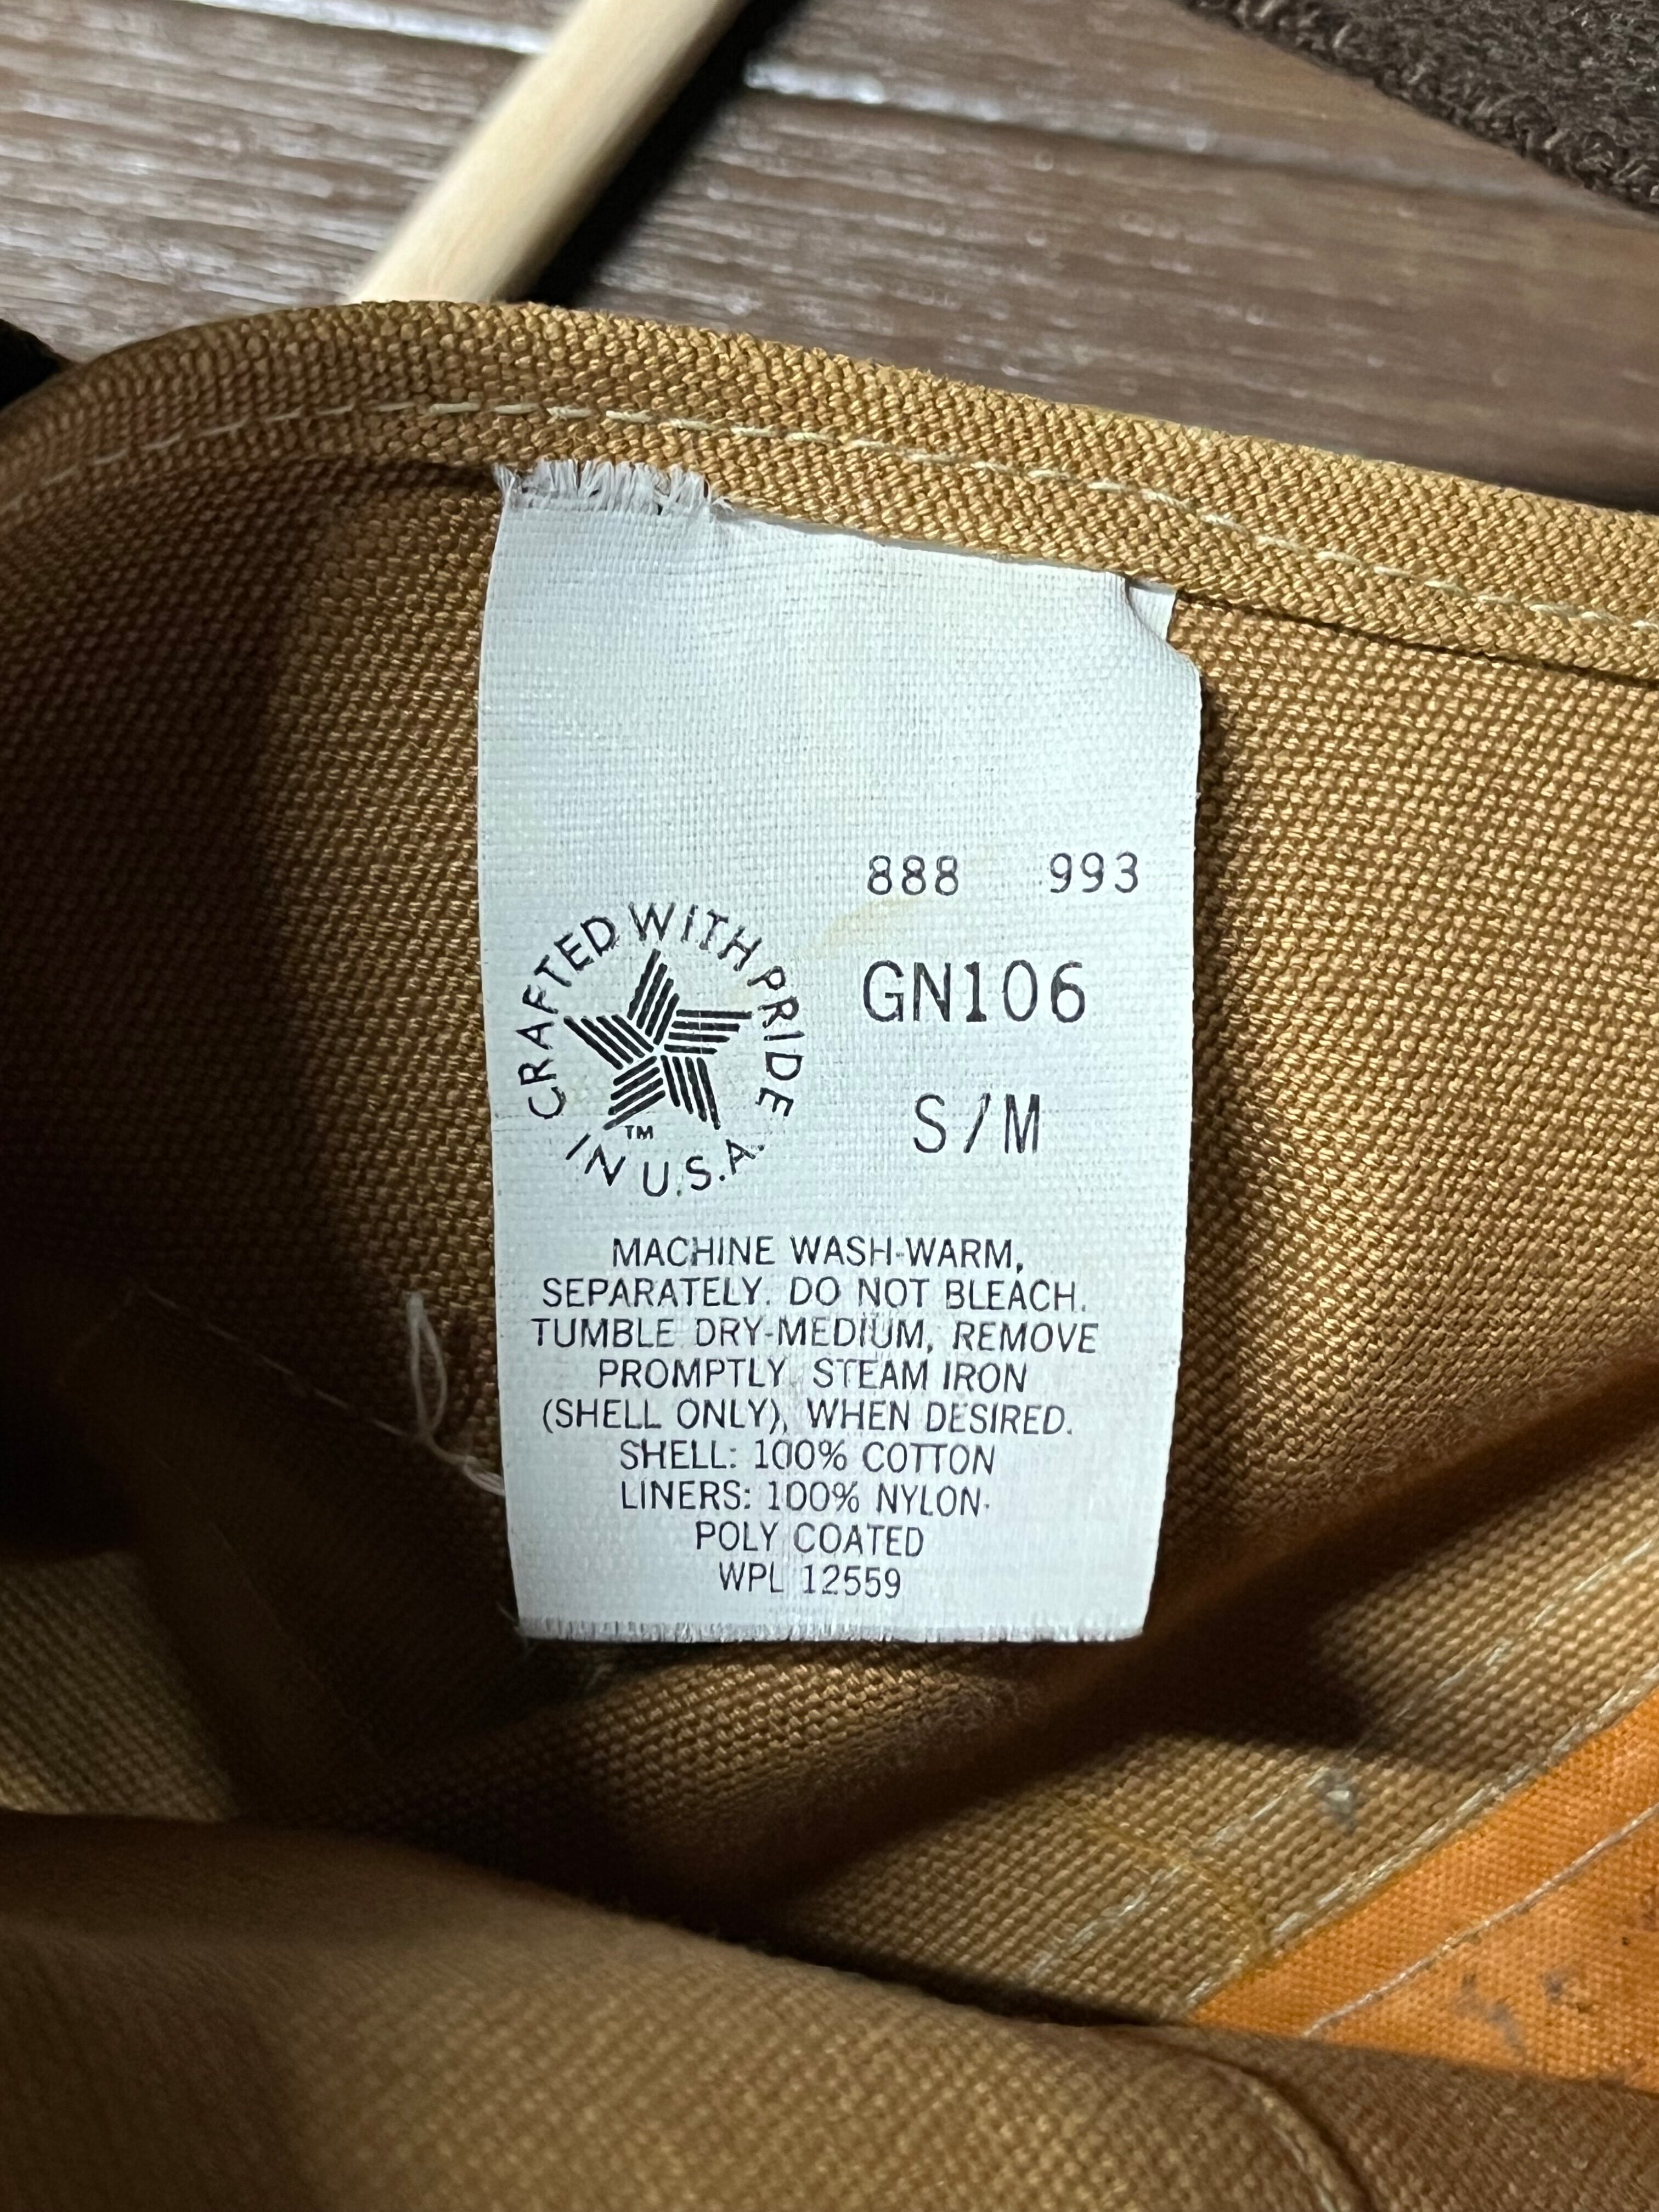 888 993
CRAFTED WITH PRIDE
IN U.S.A.
TM
GN106
S/M
MACHINE WASH-WARM,
SEPARATELY. DO NOT BLEACH.
TUMBLE DRY-MEDIUM, REMOVE
PROMPTLY. STEAM IRON
(SHELL ONLY), WHEN DESIRED.
SHELL: 100% COTTON
LINERS: 100% NYLON-
POLY COATED
WPL 12559